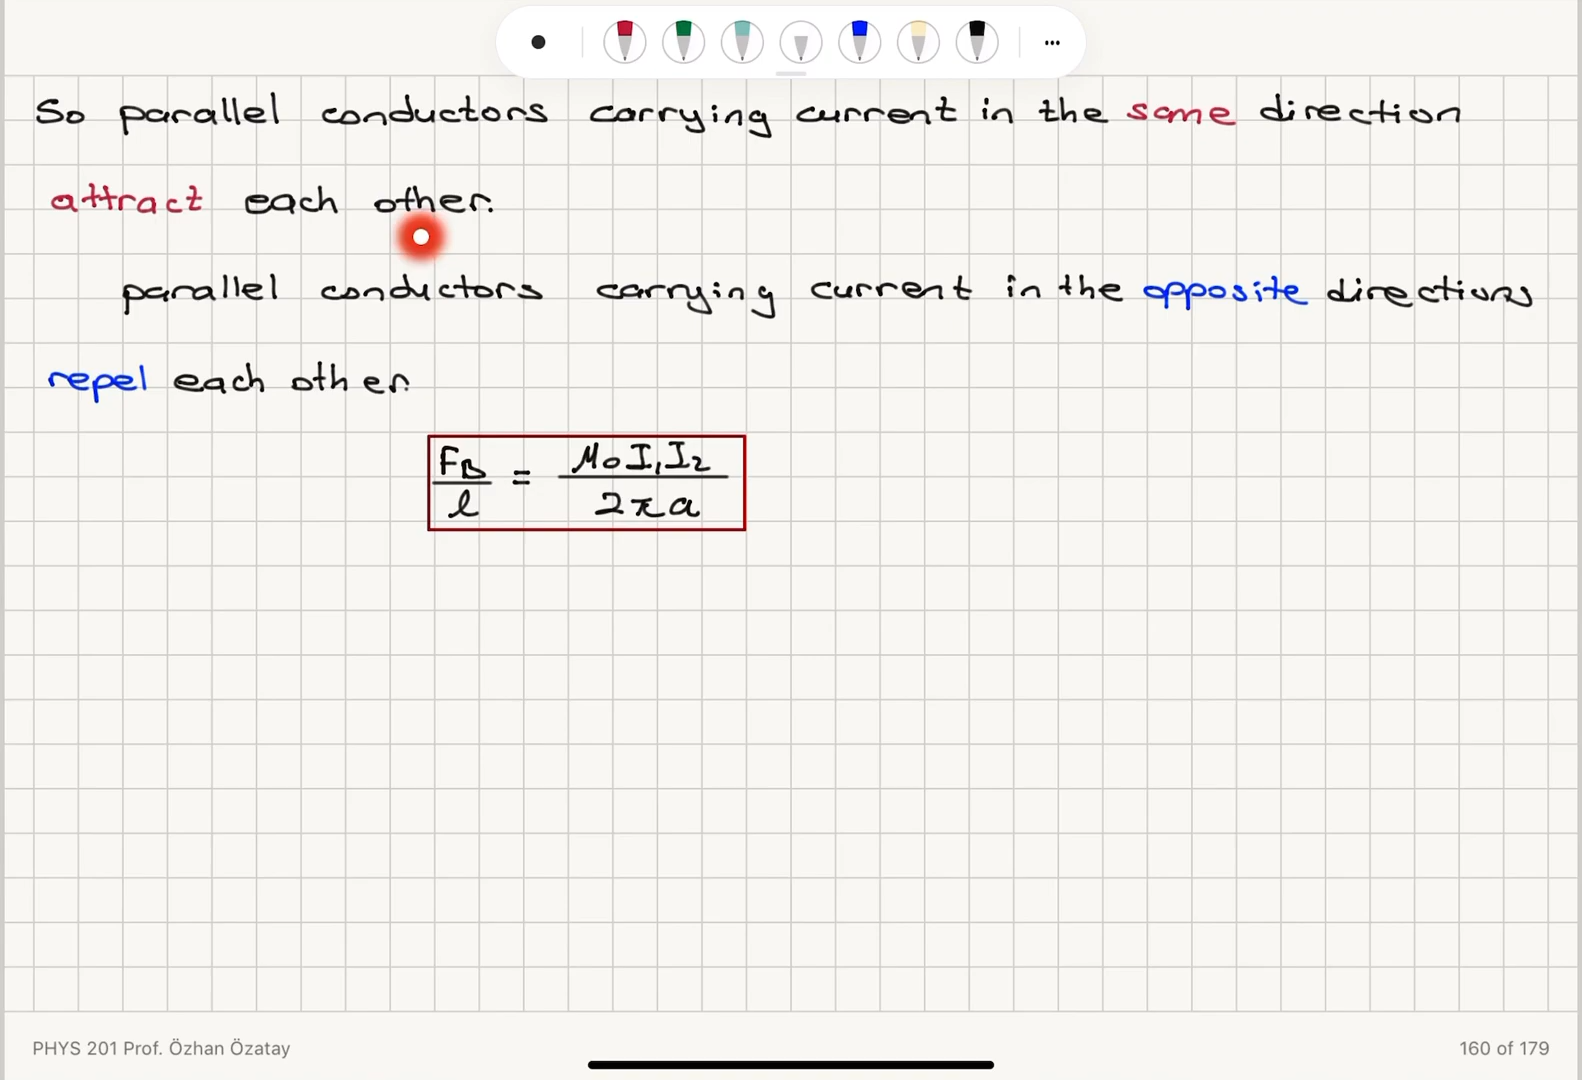 So parallel conductors carrying current in the same direction
attract each other.
parallel conductors carrying current in the opposite directions
repel each other.
F_B/l = μ₀I₁I₂/2πa
PHYS 201 Prof. Özhan Özatay
160 of 179